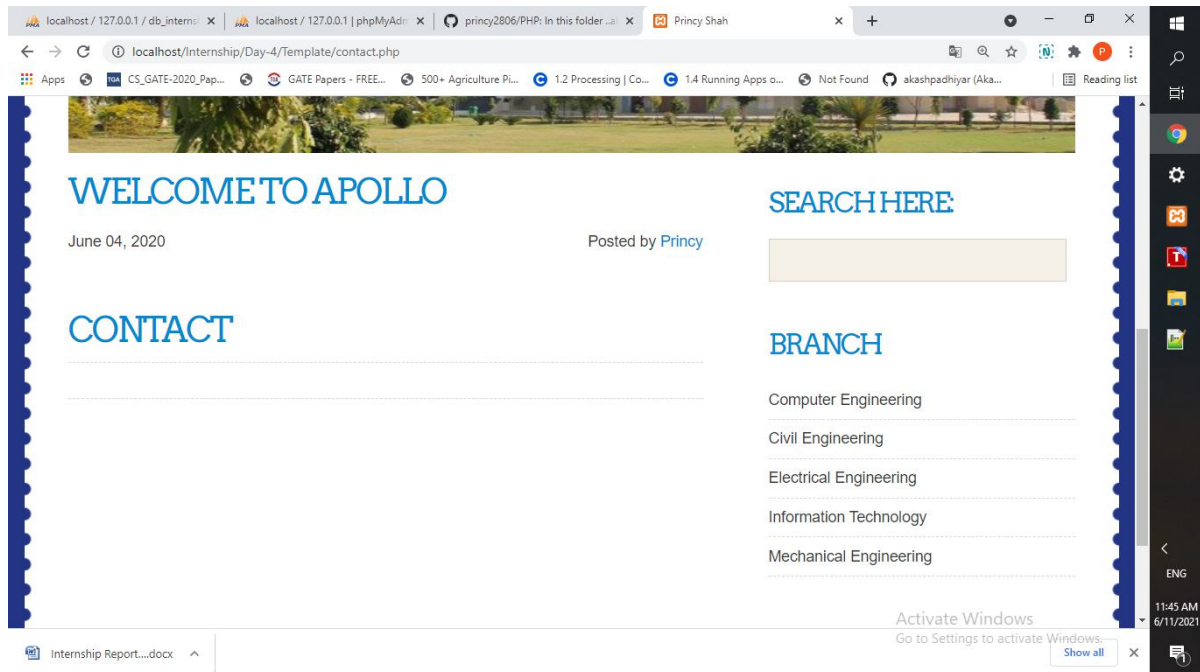 localhost / 127.0.0.1 / db_internsl
localhost / 127.0.0.1 | phpMyAdm
princy2806/PHP: In this folder ..al
Princy Shah
localhost/Internship/Day-4/Template/contact.php
Apps
CS_GATE-2020_Pap...
GATE Papers - FREE...
500+ Agriculture Pi...
1.2 Processing | Co...
1.4 Running Apps o...
Not Found
akashpadhiyar (Aka...
Reading list
WELCOME TO APOLLO
June 04, 2020
Posted by Princy
CONTACT
SEARCH HERE:
BRANCH
Computer Engineering
Civil Engineering
Electrical Engineering
Information Technology
Mechanical Engineering
Activate Windows
Go to Settings to activate Windows.
Internship Report....docx
Show all
ENG
11:45 AM
6/11/2021